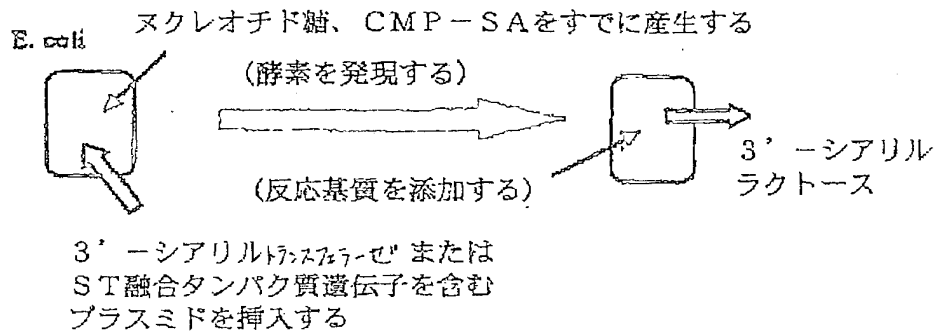 E. coli
ヌクレオチド糖、CMP－SAをすでに産生する
(酵素を発現する)
(反応基質を添加する)
3’－シアリル
ラクトース
3’－シアリルトランスフェラーゼ または
ST融合タンパク質遺伝子を含む
プラスミドを挿入する